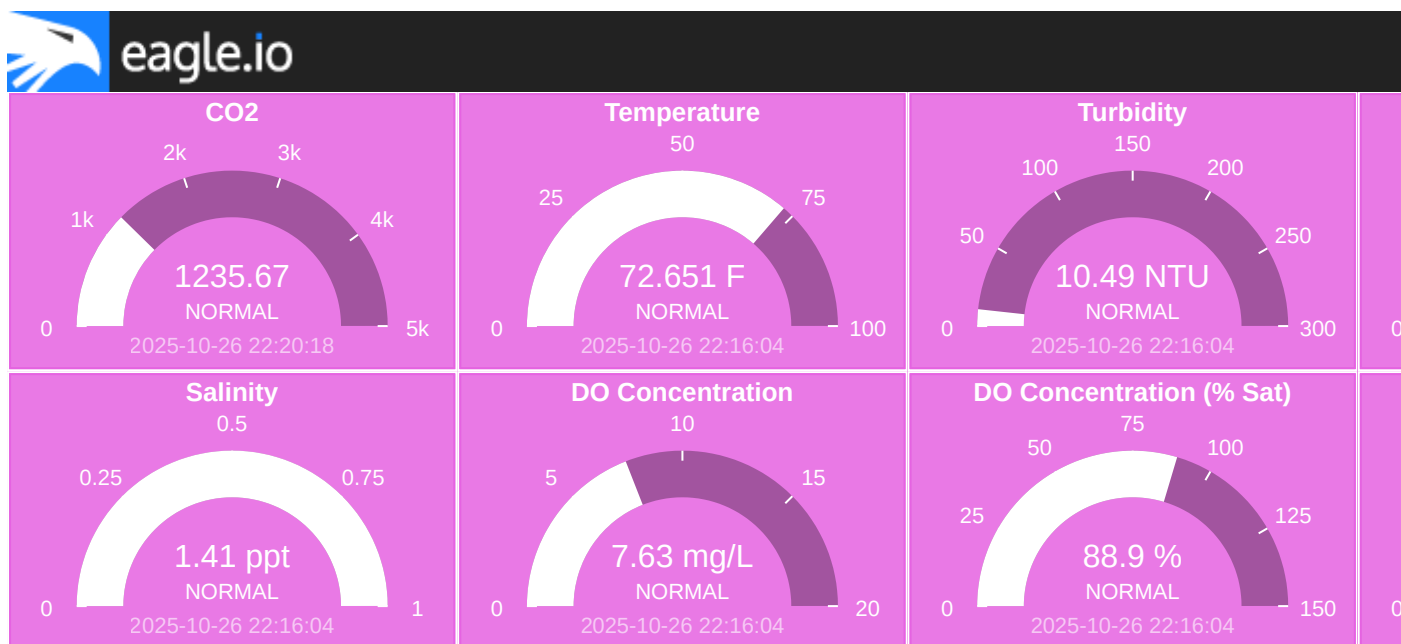 eagle.io
CO2
0
1k
2k
3k
4k
5k
1235.67
NORMAL
2025-10-26 22:20:18
Temperature
0
25
50
75
100
72.651 F
NORMAL
2025-10-26 22:16:04
Turbidity
0
50
100
150
200
250
300
10.49 NTU
NORMAL
2025-10-26 22:16:04
0
Salinity
0
0.25
0.5
0.75
1
1.41 ppt
NORMAL
2025-10-26 22:16:04
DO Concentration
0
5
10
15
20
7.63 mg/L
NORMAL
2025-10-26 22:16:04
DO Concentration (% Sat)
0
25
50
75
100
125
150
88.9 %
NORMAL
2025-10-26 22:16:04
0